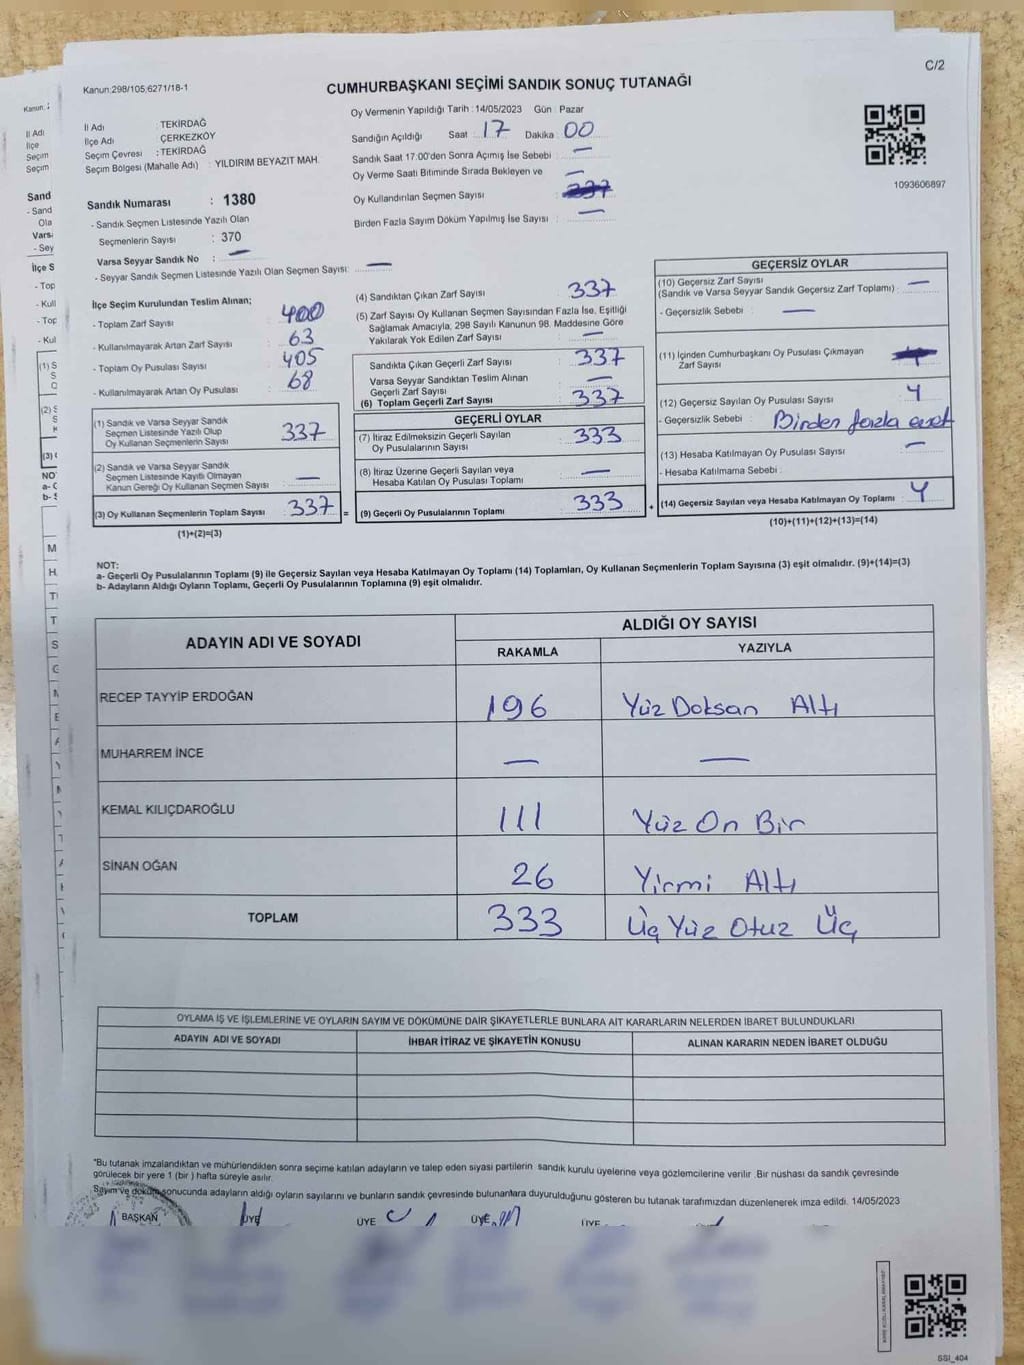 C/2
Kanun:298/105;6271/18-1
CUMHURBAŞKANI SEÇİMİ SANDIK SONUÇ TUTANAĞI
İl Adı : TEKİRDAĞ
İlçe Adı : ÇERKEZKÖY
Seçim Çevresi : TEKİRDAĞ
Seçim Bölgesi (Mahalle Adı) : YILDIRIM BEYAZIT MAH.
Oy Vermenin Yapıldığı Tarih : 14/05/2023 Gün : Pazar
Sandığın Açıldığı Saat : 17 Dakika : 00
Sandık Saat 17:00'den Sonra Açılmış İse Sebebi : —
Oy Verme Saati Bitiminde Sırada Bekleyen ve —
Oy Kullandırılan Seçmen Sayısı :
Birden Fazla Sayım Döküm Yapılmış İse Sayısı : —
1093606897
Sandık Numarası : 1380
- Sandık Seçmen Listesinde Yazılı Olan
Seçmenlerin Sayısı : 370
Varsa Seyyar Sandık No : —
- Seyyar Sandık Seçmen Listesinde Yazılı Olan Seçmen Sayısı: —
İlçe Seçim Kurulundan Teslim Alınan;
- Toplam Zarf Sayısı : 400
- Kullanılmayarak Artan Zarf Sayısı : 63
- Toplam Oy Pusulası Sayısı : 405
- Kullanılmayarak Artan Oy Pusulası : 68
(1) Sandık ve Varsa Seyyar Sandık
Seçmen Listesinde Yazılı Olup
Oy Kullanan Seçmenlerin Sayısı : 337
(2) Sandık ve Varsa Seyyar Sandık
Seçmen Listesinde Kayıtlı Olmayan
Kanun Gereği Oy Kullanan Seçmen Sayısı : —
(3) Oy Kullanan Seçmenlerin Toplam Sayısı : 337 =
(1)+(2)=(3)
(4) Sandıktan Çıkan Zarf Sayısı : 337
(5) Zarf Sayısı Oy Kullanan Seçmen Sayısından Fazla İse, Eşitliği
Sağlamak Amacıyla, 298 Sayılı Kanunun 98. Maddesine Göre
Yakılarak Yok Edilen Zarf Sayısı : —
Sandıkta Çıkan Geçerli Zarf Sayısı : 337
Varsa Seyyar Sandıktan Teslim Alınan
Geçerli Zarf Sayısı : —
(6) Toplam Geçerli Zarf Sayısı : 337
GEÇERLİ OYLAR
(7) İtiraz Edilmeksizin Geçerli Sayılan
Oy Pusulalarının Sayısı : 333
(8) İtiraz Üzerine Geçerli Sayılan veya
Hesaba Katılan Oy Pusulası Toplamı : —
(9) Geçerli Oy Pusulalarının Toplamı : 333 +
GEÇERSİZ OYLAR
(10) Geçersiz Zarf Sayısı
(Sandık ve Varsa Seyyar Sandık Geçersiz Zarf Toplamı) : —
- Geçersizlik Sebebi : —
(11) İçinden Cumhurbaşkanı Oy Pusulası Çıkmayan
Zarf Sayısı
(12) Geçersiz Sayılan Oy Pusulası Sayısı : 4
- Geçersizlik Sebebi : Birden fazla evet
(13) Hesaba Katılmayan Oy Pusulası Sayısı : —
- Hesaba Katılmama Sebebi :
(14) Geçersiz Sayılan veya Hesaba Katılmayan Oy Toplamı : 4
(10)+(11)+(12)+(13)=(14)
NOT:
a- Geçerli Oy Pusulalarının Toplamı (9) ile Geçersiz Sayılan veya Hesaba Katılmayan Oy Toplamı (14) Toplamları, Oy Kullanan Seçmenlerin Toplam Sayısına (3) eşit olmalıdır. (9)+(14)=(3)
b- Adayların Aldığı Oyların Toplamı, Geçerli Oy Pusulalarının Toplamına (9) eşit olmalıdır.
ADAYIN ADI VE SOYADI ALDIĞI OY SAYISI
RAKAMLA YAZIYLA
RECEP TAYYİP ERDOĞAN 196 Yüz Doksan Altı
MUHARREM İNCE — —
KEMAL KILIÇDAROĞLU 111 Yüz On Bir
SİNAN OĞAN 26 Yirmi Altı
TOPLAM 333 Üç Yüz Otuz Üç
OYLAMA İŞ VE İŞLEMLERİNE VE OYLARIN SAYIM VE DÖKÜMÜNE DAİR ŞİKAYETLERLE BUNLARA AİT KARARLARIN NELERDEN İBARET BULUNDUKLARI
ADAYIN ADI VE SOYADI İHBAR İTİRAZ VE ŞİKAYETİN KONUSU ALINAN KARARIN NEDEN İBARET OLDUĞU
*Bu tutanak imzalandıktan ve mühürlendikten sonra seçime katılan adayların ve talep eden siyasi partilerin sandık kurulu üyelerine veya gözlemcilerine verilir. Bir nüshası da sandık çevresinde
görülecek bir yere 1 (bir) hafta süreyle asılır.
Sayım ve döküm sonucunda adayların aldığı oyların sayılarını ve bunların sandık çevresinde bulunanlara duyurulduğunu gösteren bu tutanak tarafımızdan düzenlenerek imza edildi. 14/05/2023
BAŞKAN ÜYE ÜYE ÜYE ÜYE
SSI_404